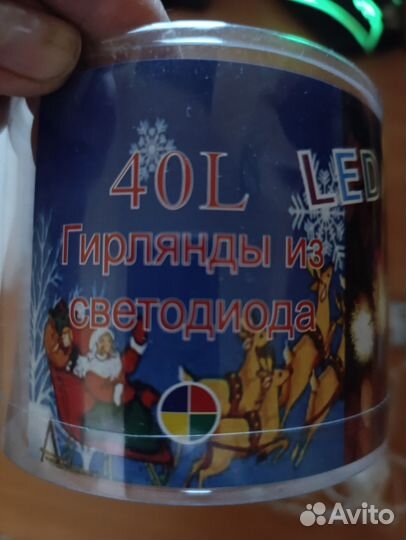 40L
LED
Гирлянды из
светодиода
Avito